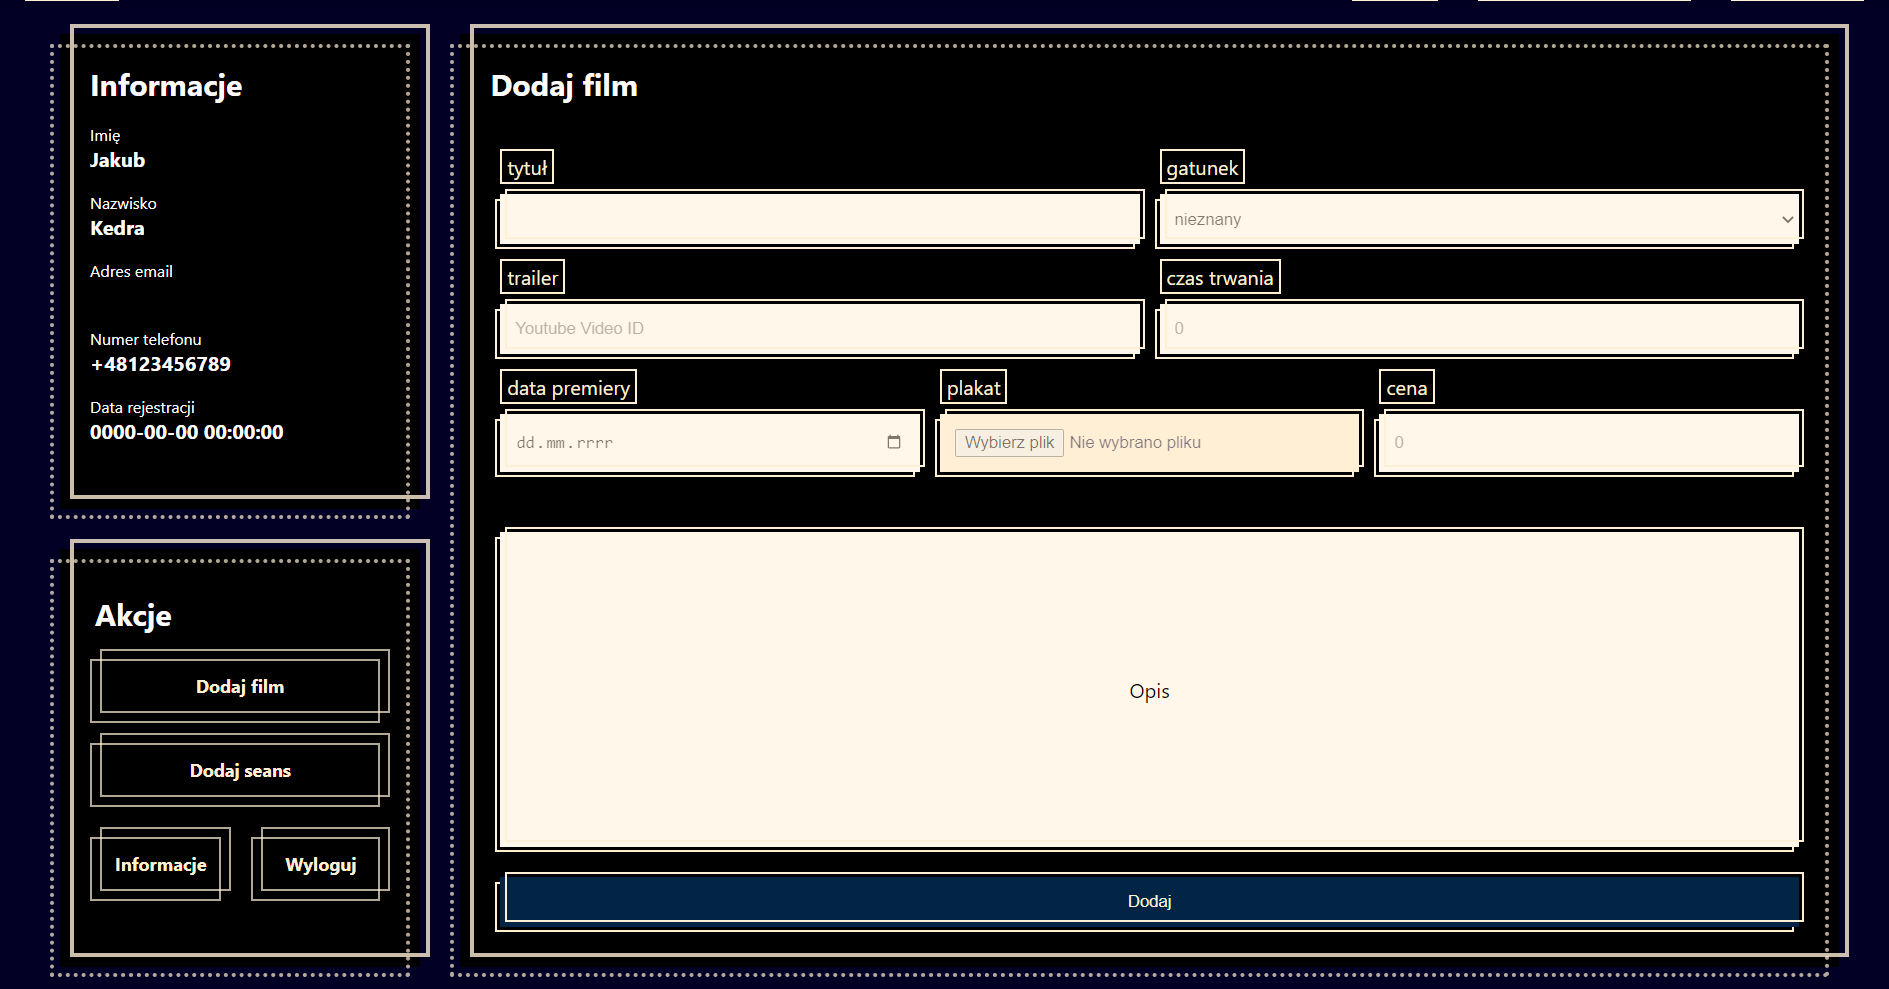 Informacje
Imię
Jakub
Nazwisko
Kedra
Adres email
Numer telefonu
+48123456789
Data rejestracji
0000-00-00 00:00:00
Akcje
Dodaj film
Dodaj seans
Informacje
Wyloguj
Dodaj film
tytuł
gatunek
nieznany
trailer
czas trwania
Youtube Video ID
0
data premiery
plakat
cena
dd.mm.rrrr
Wybierz plik Nie wybrano pliku
0
Opis
Dodaj